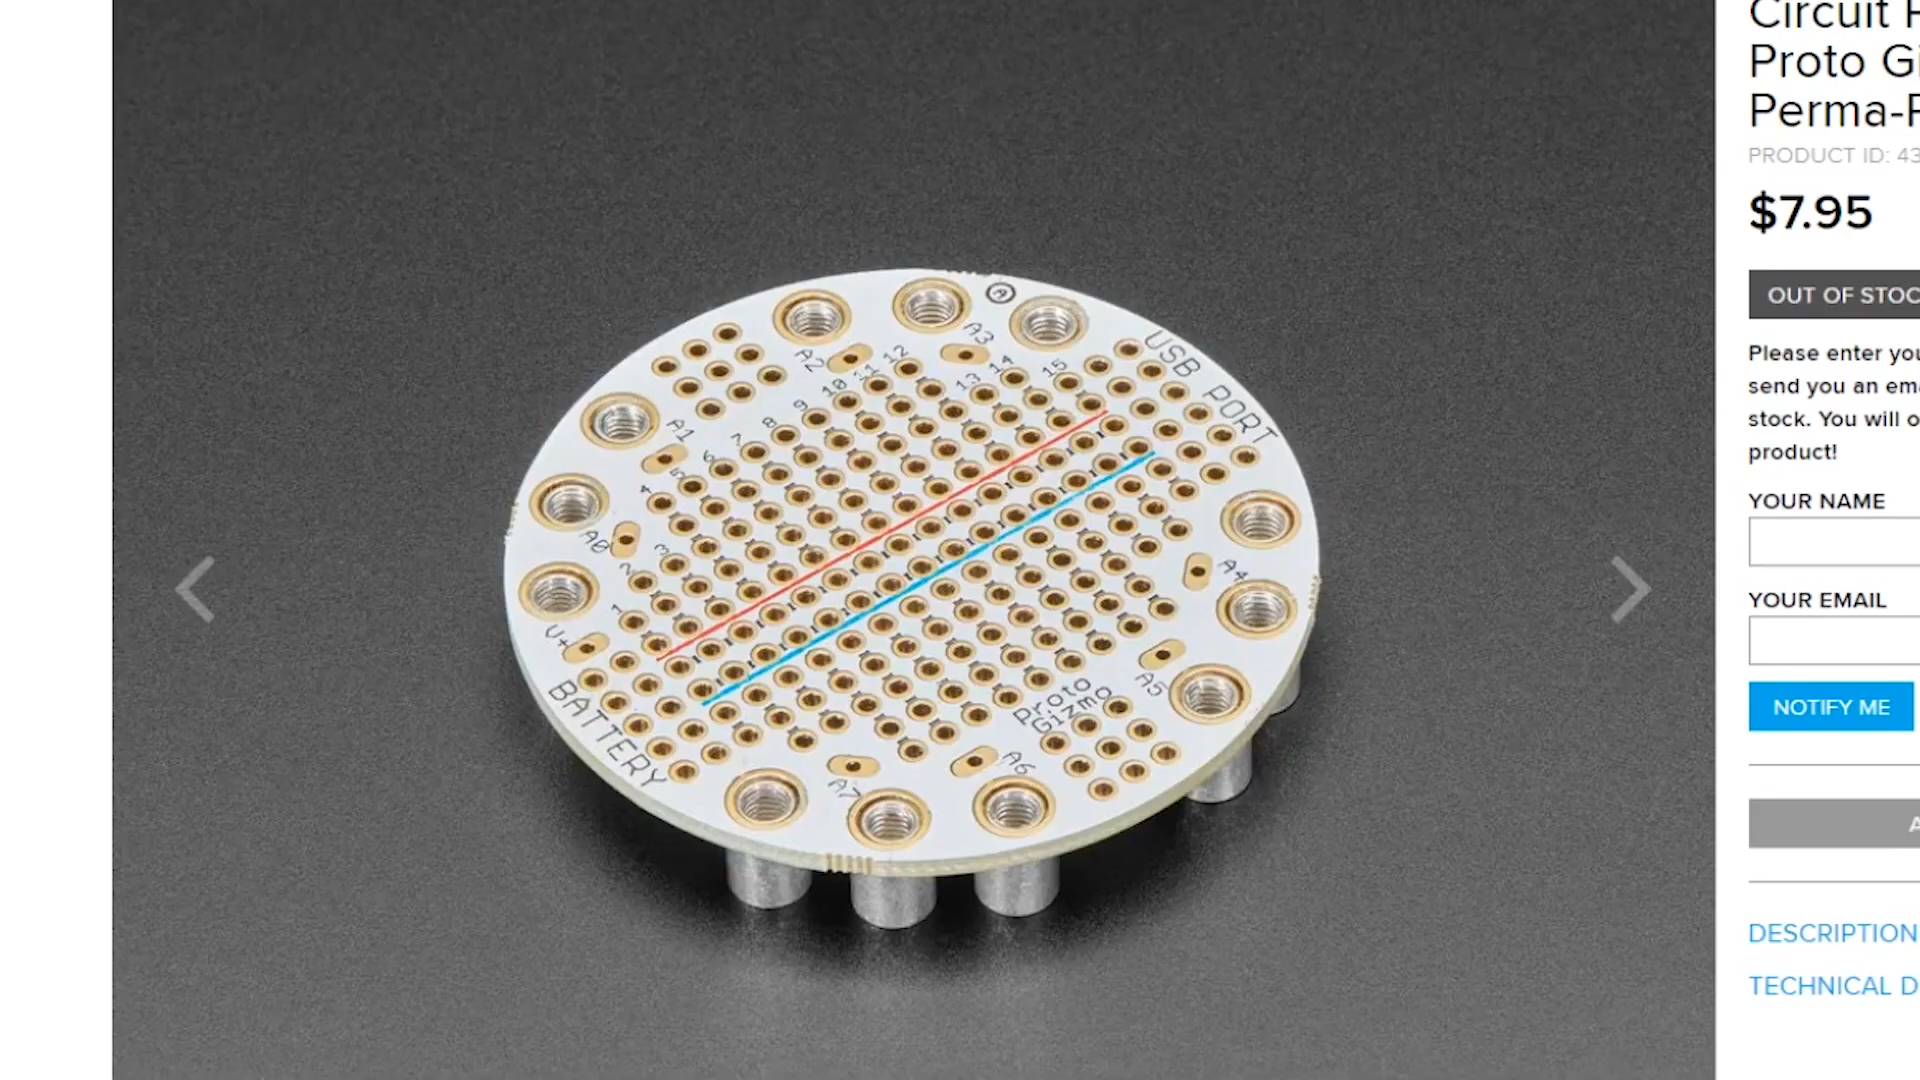 Circuit P
Proto Gi
Perma-P
PRODUCT ID: 43
$7.95
OUT OF STOC
Please enter you
send you an ema
stock. You will o
product!
YOUR NAME
YOUR EMAIL
NOTIFY ME
A
DESCRIPTION
TECHNICAL D
A
A3
A2
USB PORT
12
11
10
9
8
7
6
5
4
3
2
1
13
14
15
A1
A0
V+
A4
A5
BATTERY
Proto
Gizmo
A6
A7